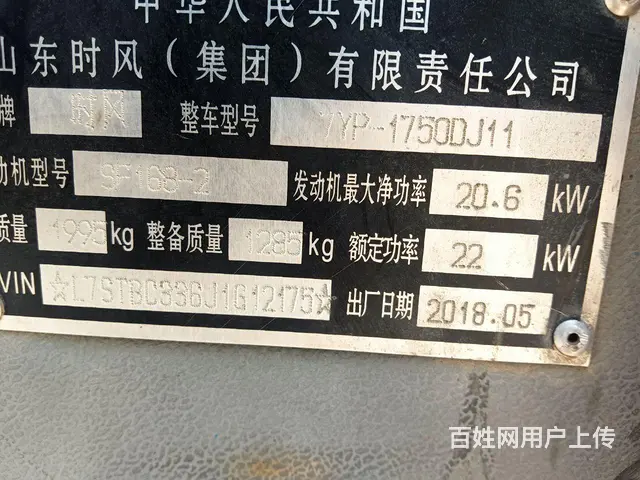 中华人民共和国
山东时风(集团)有限责任公司
牌 时风 整车型号 7YP-1750DJ11
动机型号 SF168-2 发动机最大净功率 20.6 kW
质量 1995 kg 整备质量 1285 kg 额定功率 22 kW
VIN ☆L7STBC336J1G12175☆ 出厂日期 2018.05
百姓网用户上传